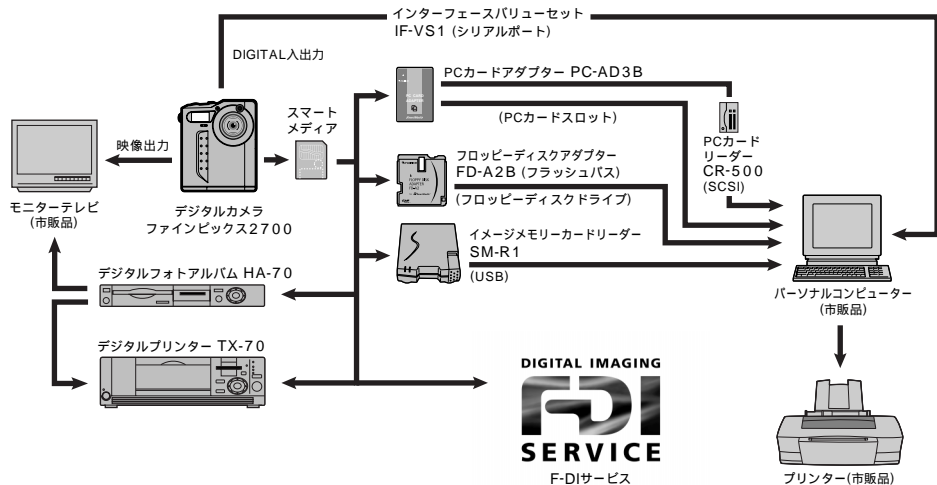 インターフェースバリューセット
IF-VS1 (シリアルポート)
DIGITAL入出力
PCカードアダプター PC-AD3B
スマート
メディア
(PCカードスロット)
PCカード
リーダー
CR-500
(SCSI)
映像出力
フロッピーディスクアダプター
FD-A2B (フラッシュパス)
(フロッピーディスクドライブ)
モニターテレビ
(市販品)
デジタルカメラ
ファインピックス2700
イメージメモリーカードリーダー
SM-R1
(USB)
デジタルフォトアルバム HA-70
パーソナルコンピューター
(市販品)
デジタルプリンター TX-70
DIGITAL IMAGING
FDI
SERVICE
F-DIサービス
プリンター(市販品)